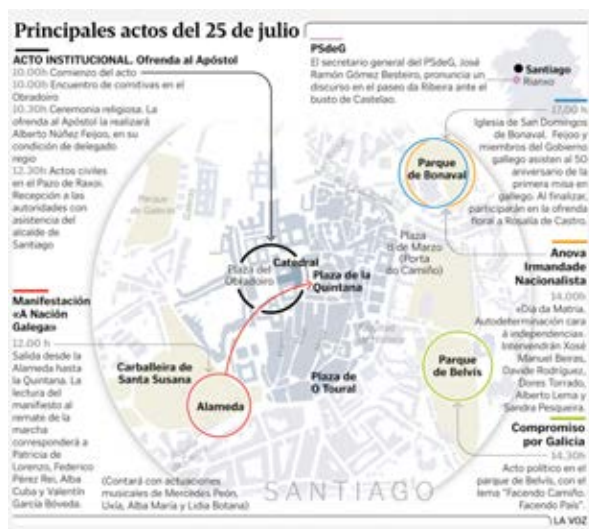 Principales actos del 25 de julio
ACTO INSTITUCIONAL. Ofrenda al Apóstol
10.00h Comienzo del acto
10.00h Encuentro de comitivas en el
Obradoiro
10.30h Ceremonia religiosa. La
ofrenda al Apóstol la realizará
Alberto Núñez Feijoo, en su
condición de delegado
regio
12.30h Actos civiles
en el Pazo de Raxoi.
Recepción a las
autoridades con
asistencia del
alcalde de
Santiago
Manifestación
«A Nación
Galega»
12.00 h
Salida desde la
Alameda hasta
la Quintana. La
lectura del
manifiesto al
remate de la
marcha
corresponderá a
Patricia de
Lorenzo, Federico
Pérez Rei, Alba
Cuba y Valentín
García Bóveda.
(Contará con actuaciones
musicales de Mercedes Peón,
Uxía, Alba María y Lidia Botana)
PSdeG
El secretario general del PSdeG, José
Ramón Gómez Besteiro, pronuncia un
discurso en el paseo da Ribeira ante el
busto de Castelao.
Santiago
Rianxo
17.00 h
Iglesia de San Domingos
de Bonaval. Feijoo y
miembros del Gobierno
gallego asisten al 50
aniversario de la
primera misa en
gallego. Al finalizar,
participarán en la ofrenda
floral a Rosalía de Castro.
Anova
Irmandade
Nacionalista
14.00h
«Día da Matria.
Autodeterminación cara
á independencia».
Intervendrán Xosé
Manuel Beiras,
Davide Rodríguez,
Dores Torrado,
Alberto Lema y
Sandra Pesqueira.
Compromiso
por Galicia
14.30h
Acto político en el
parque de Belvís, con el
lema "Facendo Camiño.
Facendo País".
Parque
de Galicia
Parque
de Bonaval
Plaza
8 de Marzo
(Porta
do Camiño)
Catedral
Plaza del
Obradoiro
Plaza de la
Quintana
Carballeira de
Santa Susana
Alameda
Plaza de
O Toural
Parque
de Belvís
SANTIAGO
LA VOZ